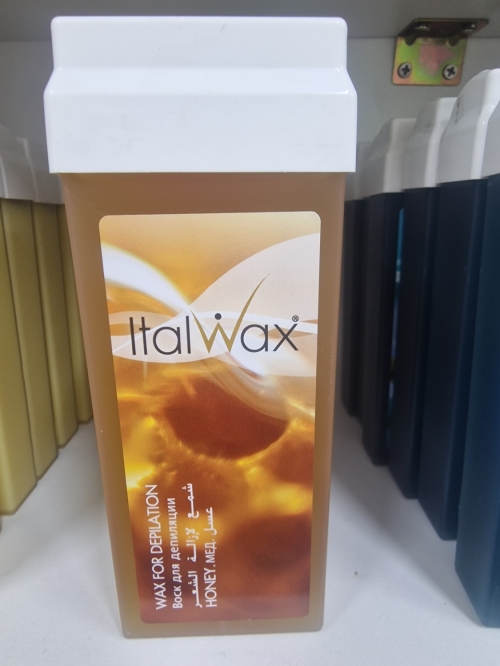 ItalWax®
WAX FOR DEPILATION
Воск для депиляции
شمع لإزالة الشعر
HONEY. МЕД. عسل